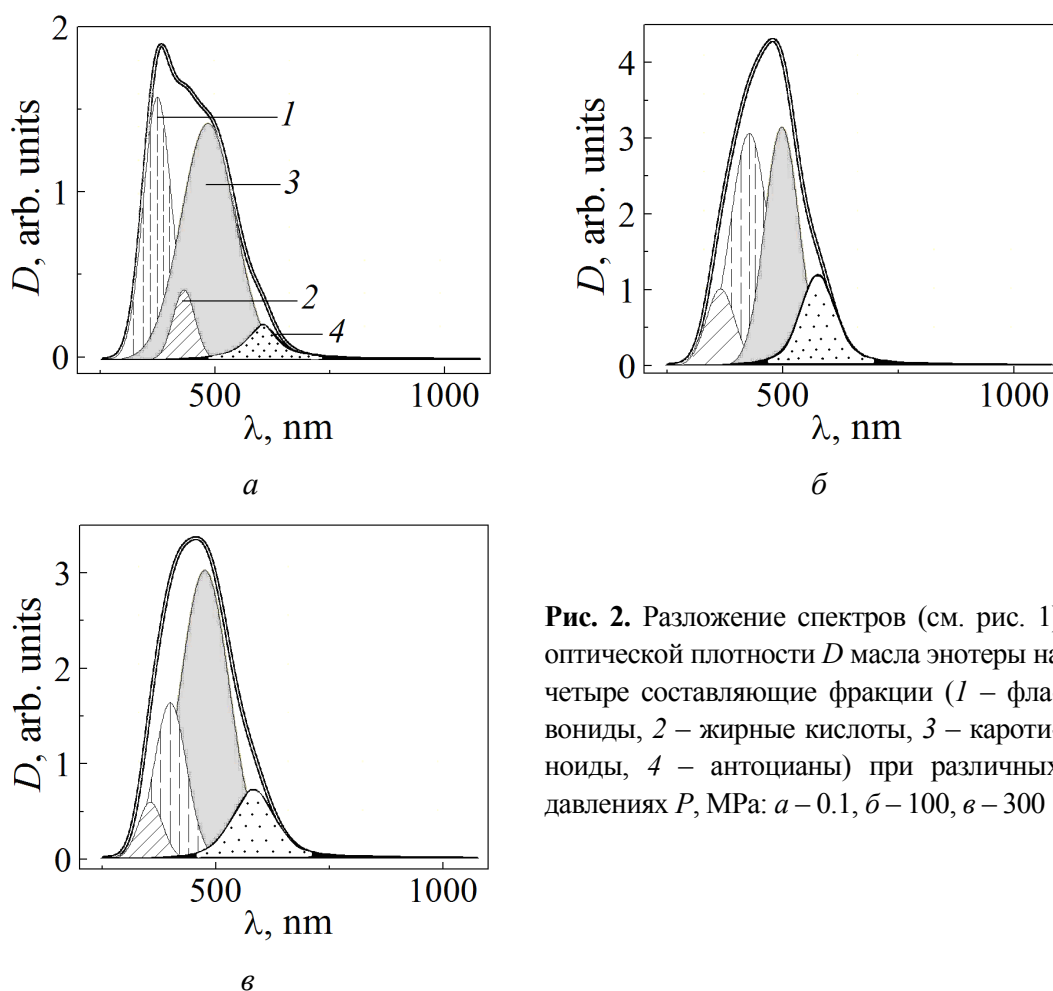 2
1
0
D, arb. units
1
3
2
4
500
1000
λ, nm
а
4
3
2
1
0
D, arb. units
500
1000
λ, nm
б
3
2
1
0
D, arb. units
500
1000
λ, nm
в
Рис. 2. Разложение спектров (см. рис. 1)
оптической плотности D масла энотеры на
четыре составляющие фракции (1 – фла-
вониды, 2 – жирные кислоты, 3 – кароти-
ноиды, 4 – антоцианы) при различных
давлениях P, MPa: а – 0.1, б – 100, в – 300